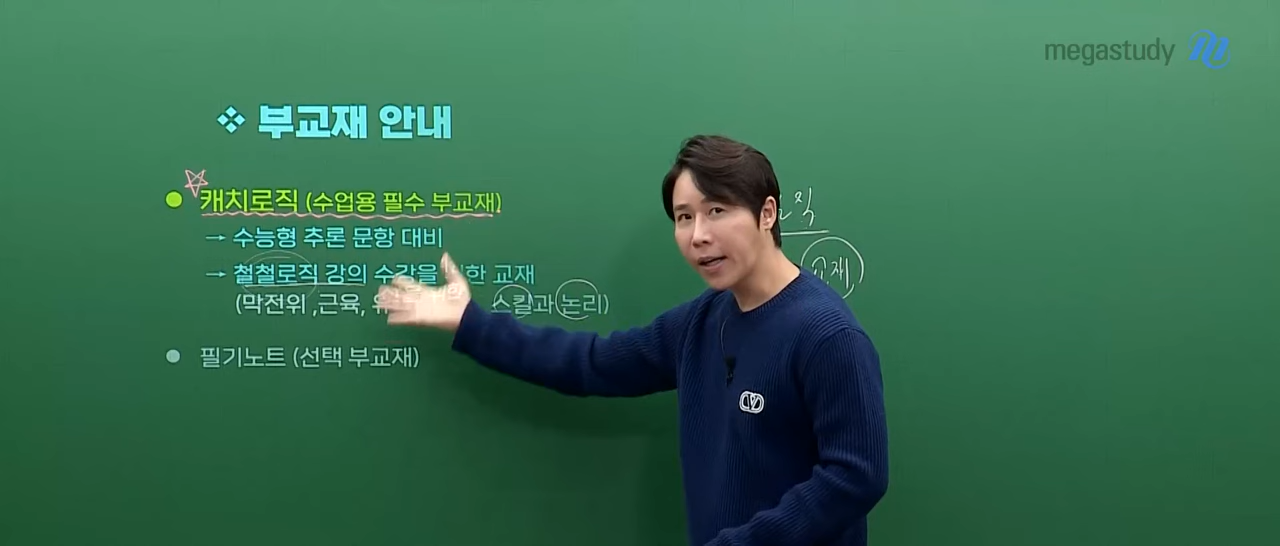 megastudy
❖ 부교재 안내
● 캐치로직 (수업용 필수 부교재)
→ 수능형 추론 문항 대비
→ 철철로직 강의 수강을 한 교재
(막전위 ,근육, 스킬과 논리)
● 필기노트 (선택 부교재)
직
교재